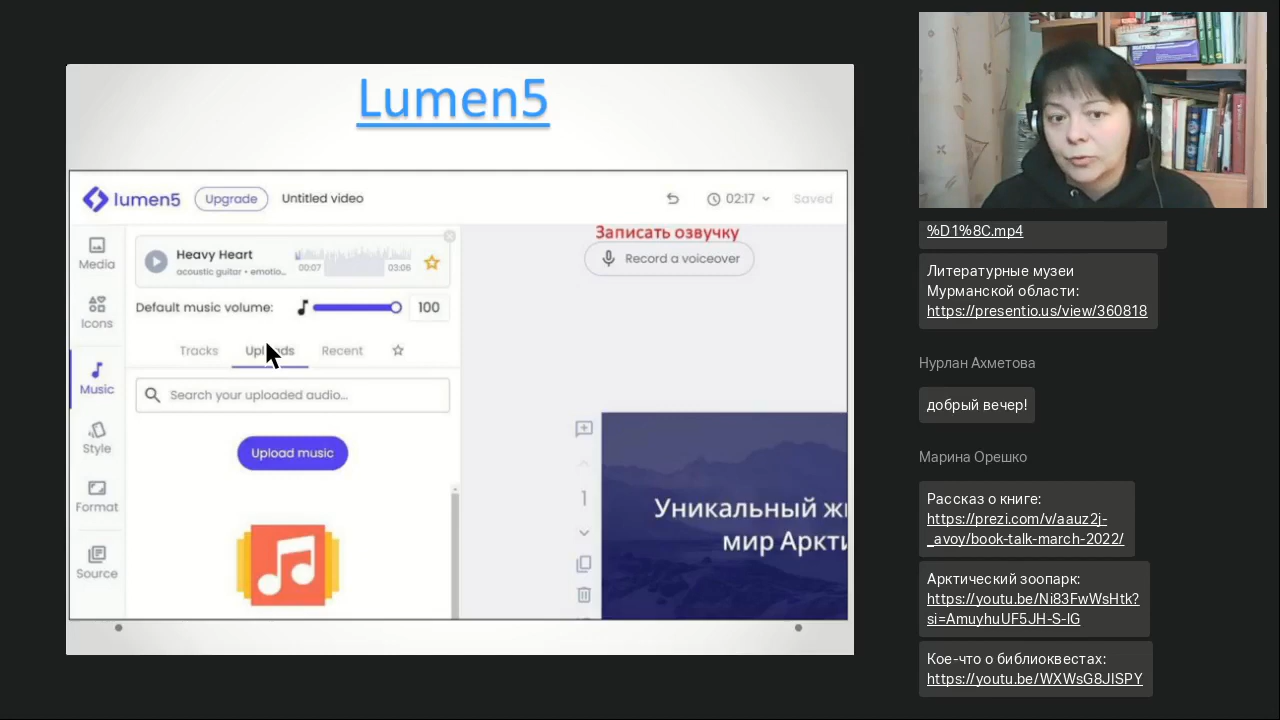 Lumen5
lumen5
Upgrade
Untitled video
02:17
Saved
Media
Icons
Music
Style
Format
Source
Heavy Heart
acoustic guitar • emotio...
00:07
03:06
Default music volume:
100
Tracks
Uploads
Recent
Search your uploaded audio...
Upload music
Записать озвучку
Record a voiceover
1
Уникальный жи
мир Аркти
%D1%8C.mp4
Литературные музеи
Мурманской области:
https://presentio.us/view/360818
Нурлан Ахметова
добрый вечер!
Марина Орешко
Рассказ о книге:
https://prezi.com/v/aauz2j-
_avoy/book-talk-march-2022/
Арктический зоопарк:
https://youtu.be/Ni83FwWsHtk?
si=AmuyhuUF5JH-S-lG
Кое-что о библиоквестах:
https://youtu.be/WXWsG8JISPY